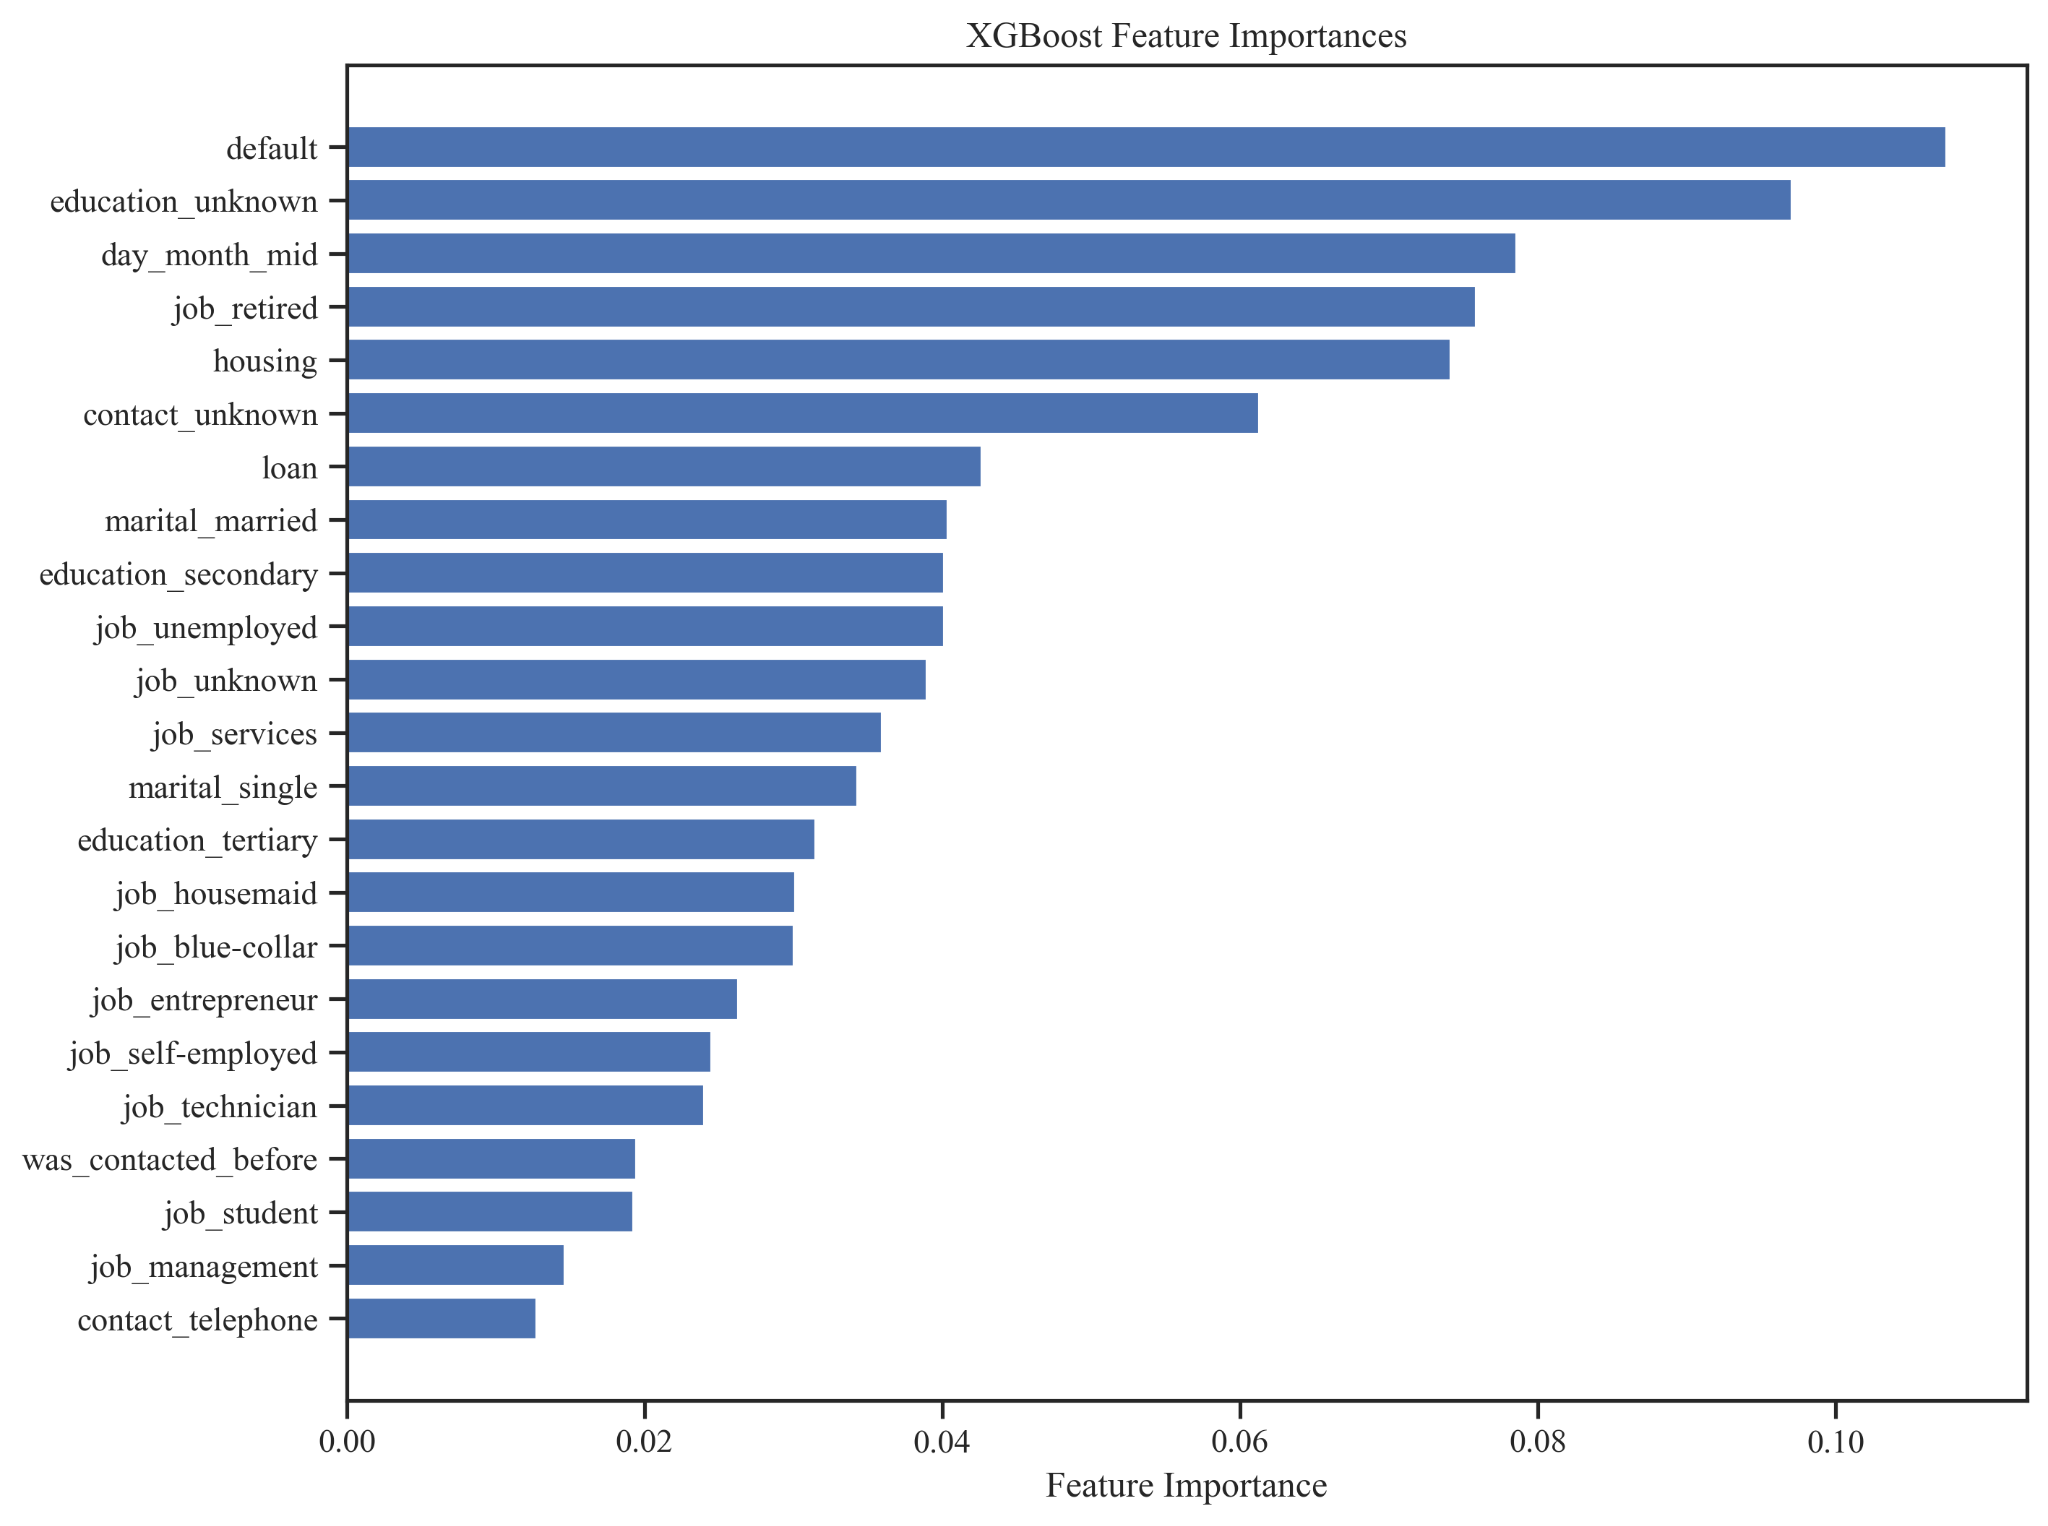 XGBoost Feature Importances
default
education_unknown
day_month_mid
job_retired
housing
contact_unknown
loan
marital_married
education_secondary
job_unemployed
job_unknown
job_services
marital_single
education_tertiary
job_housemaid
job_blue-collar
job_entrepreneur
job_self-employed
job_technician
was_contacted_before
job_student
job_management
contact_telephone
0.00 0.02 0.04 0.06 0.08 0.10
Feature Importance